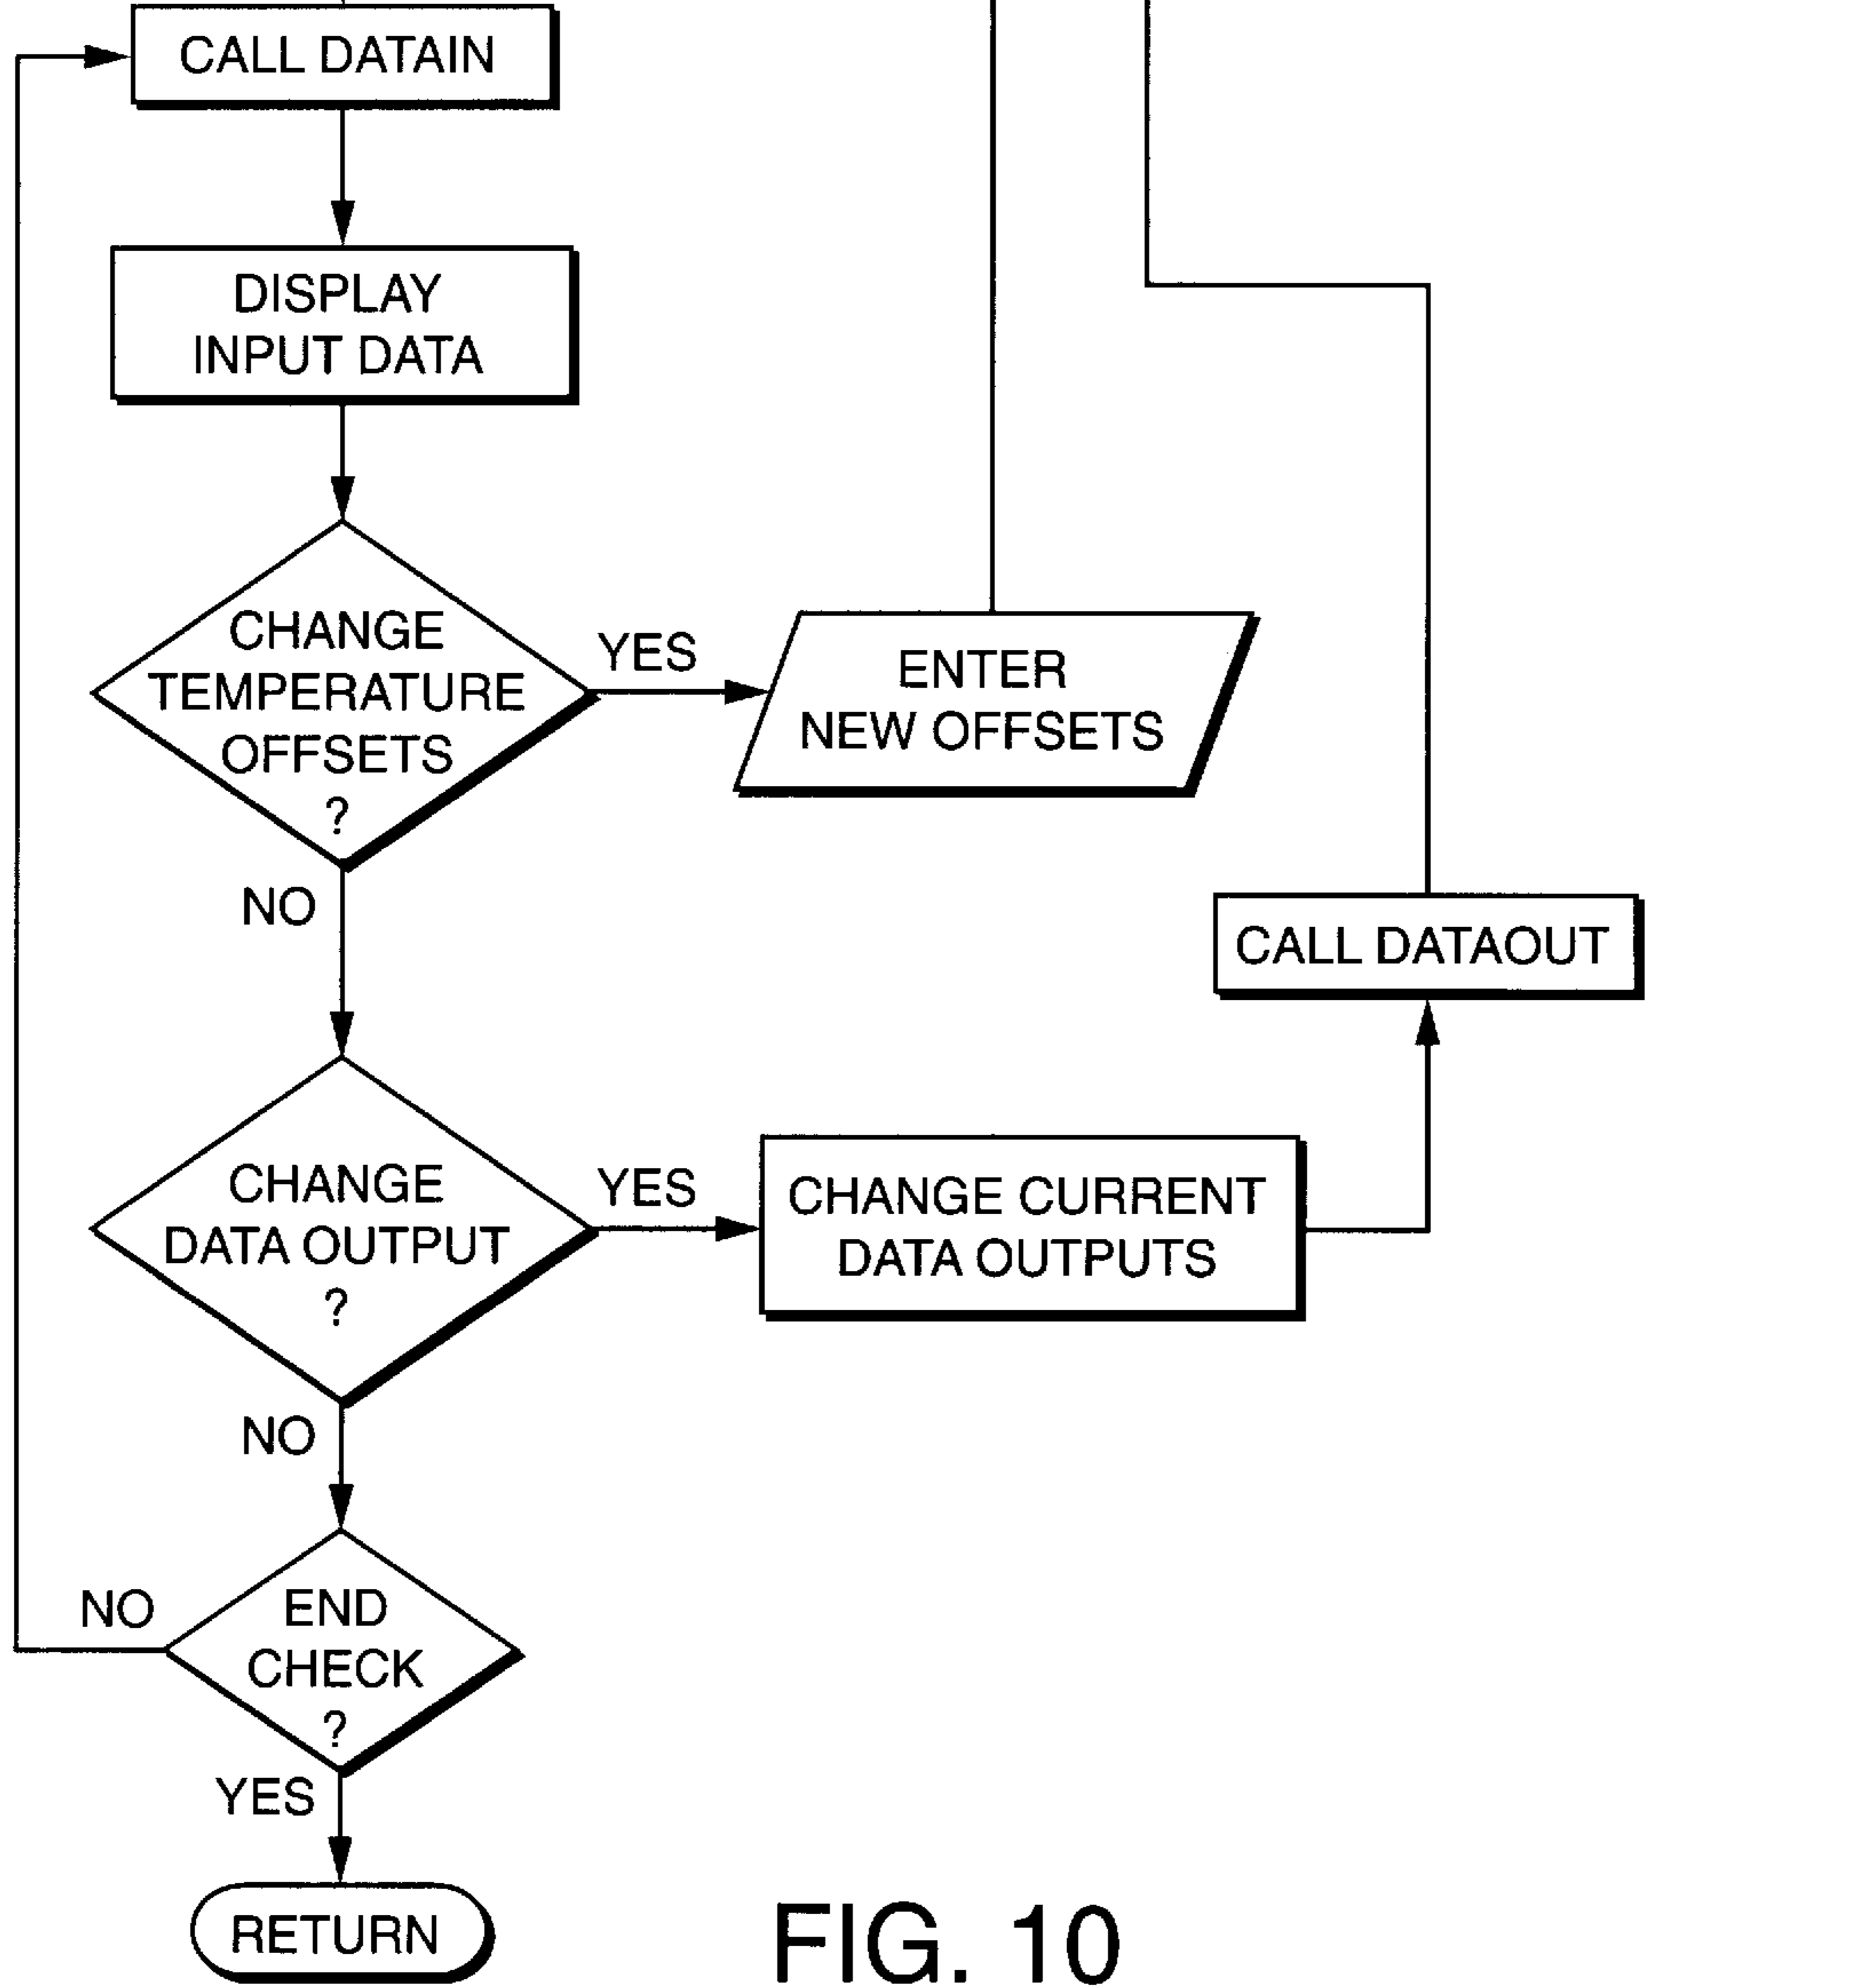 CALL DATAIN
DISPLAY
INPUT DATA
CHANGE
TEMPERATURE
OFFSETS
?
YES
ENTER
NEW OFFSETS
NO
CALL DATAOUT
CHANGE
DATA OUTPUT
?
YES
CHANGE CURRENT
DATA OUTPUTS
NO
END
CHECK
?
NO
YES
RETURN
FIG. 10